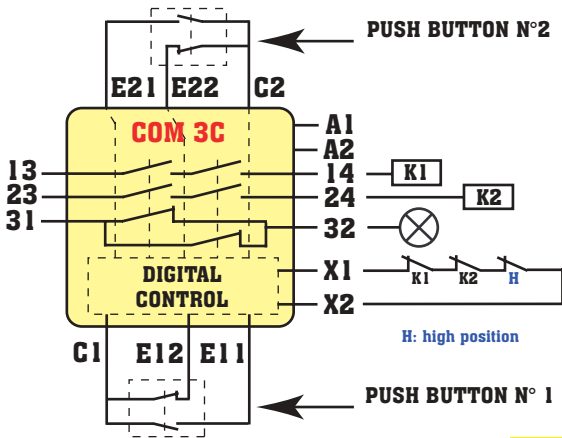 PUSH BUTTON N°2
E21 E22 C2
COM 3C
A1
A2
13 14 K1
23 24 K2
31 32
X1 K1 K2 H
DIGITAL
CONTROL
X2
H: high position
C1 E12 E11
PUSH BUTTON N° 1